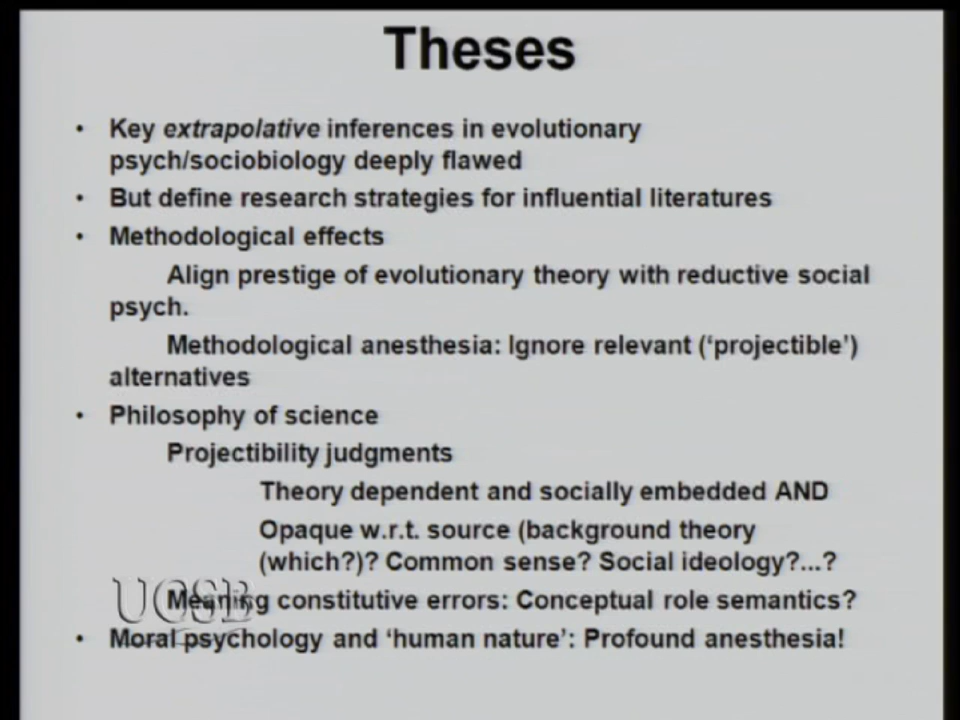 Theses
• Key extrapolative inferences in evolutionary
psych/sociobiology deeply flawed
• But define research strategies for influential literatures
• Methodological effects
Align prestige of evolutionary theory with reductive social
psych.
Methodological anesthesia: Ignore relevant (‘projectible’)
alternatives
• Philosophy of science
Projectibility judgments
Theory dependent and socially embedded AND
Opaque w.r.t. source (background theory
(which?)? Common sense? Social ideology?...?
UCSB
Meaning constitutive errors: Conceptual role semantics?
• Moral psychology and ‘human nature’: Profound anesthesia!